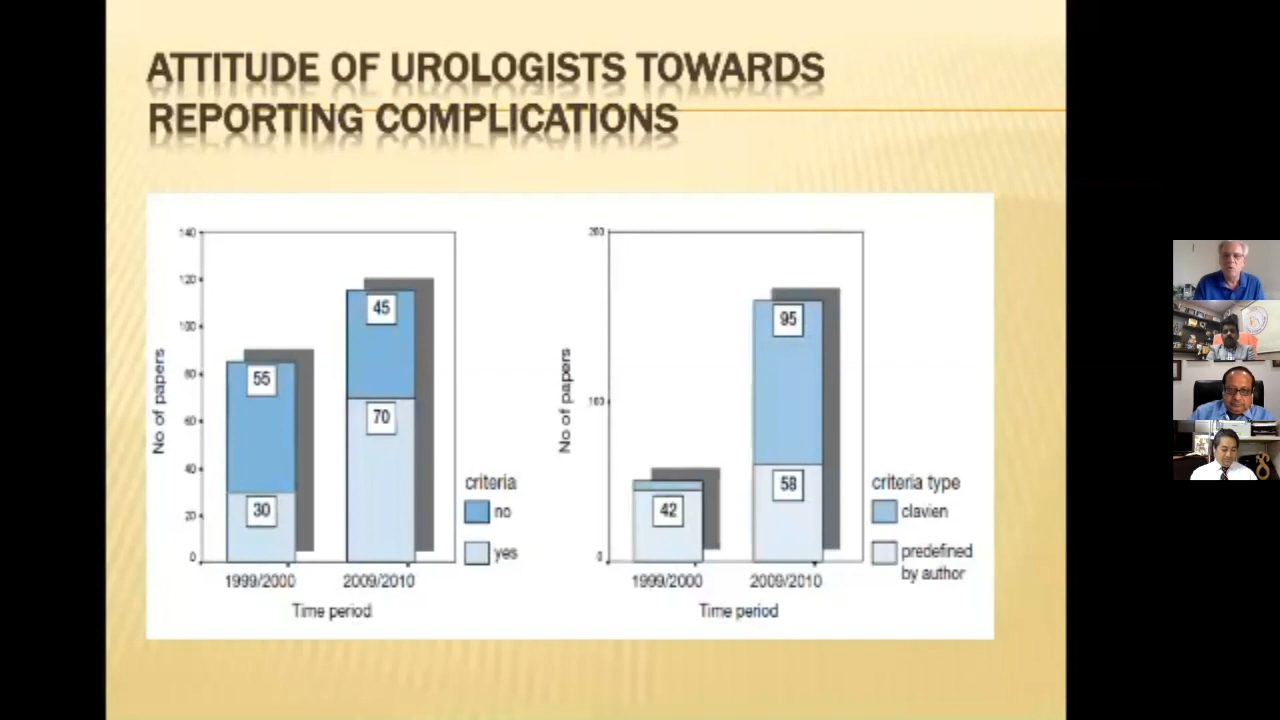 ATTITUDE OF UROLOGISTS TOWARDS
REPORTING COMPLICATIONS
140
120
100
80
60
40
20
0
No of papers
55
30
45
70
1999/2000
2009/2010
Time period
criteria
no
yes
200
100
0
No of papers
42
95
58
1999/2000
2009/2010
Time period
criteria type
clavien
predefined
by author